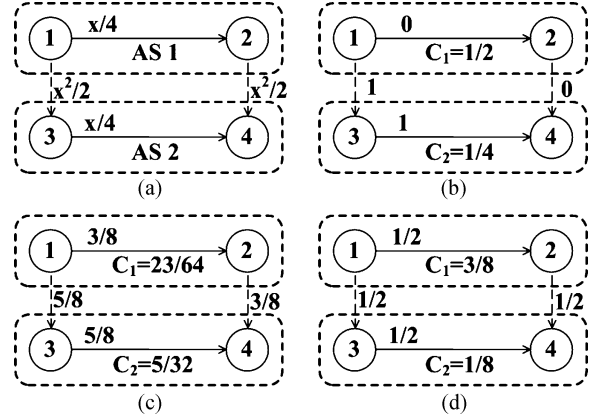 x/4
1 2
AS 1
x²/2 x²/2
x/4
3 4
AS 2
(a)
0
1 2
C₁=1/2
1 0
1
3 4
C₂=1/4
(b)
3/8
1 2
C₁=23/64
5/8 3/8
5/8
3 4
C₂=5/32
(c)
1/2
1 2
C₁=3/8
1/2 1/2
1/2
3 4
C₂=1/8
(d)